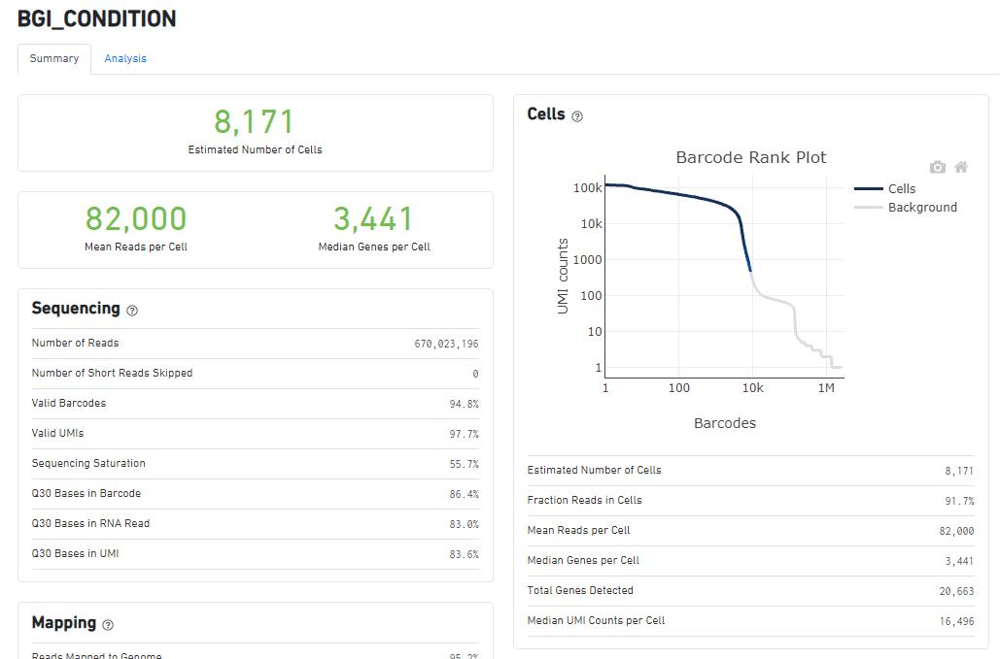 BGI_CONDITION
Summary
Analysis
8,171
Estimated Number of Cells
82,000
Mean Reads per Cell
3,441
Median Genes per Cell
Sequencing ?
Number of Reads 670,023,196
Number of Short Reads Skipped 0
Valid Barcodes 94.8%
Valid UMIs 97.7%
Sequencing Saturation 55.7%
Q30 Bases in Barcode 86.4%
Q30 Bases in RNA Read 83.0%
Q30 Bases in UMI 83.6%
Mapping ?
Reads Mapped to Genome 95.2%
Cells ?
Barcode Rank Plot
Cells
Background
100k
10k
1000
100
10
1
UMI counts
1 100 10k 1M
Barcodes
Estimated Number of Cells 8,171
Fraction Reads in Cells 91.7%
Mean Reads per Cell 82,000
Median Genes per Cell 3,441
Total Genes Detected 20,663
Median UMI Counts per Cell 16,496